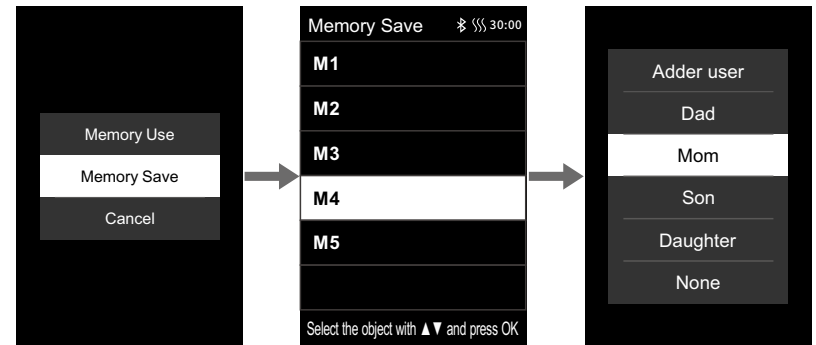 Memory Use
Memory Save
Cancel
Memory Save 30:00
M1
M2
M3
M4
M5
Select the object with ▲▼ and press OK
Adder user
Dad
Mom
Son
Daughter
None